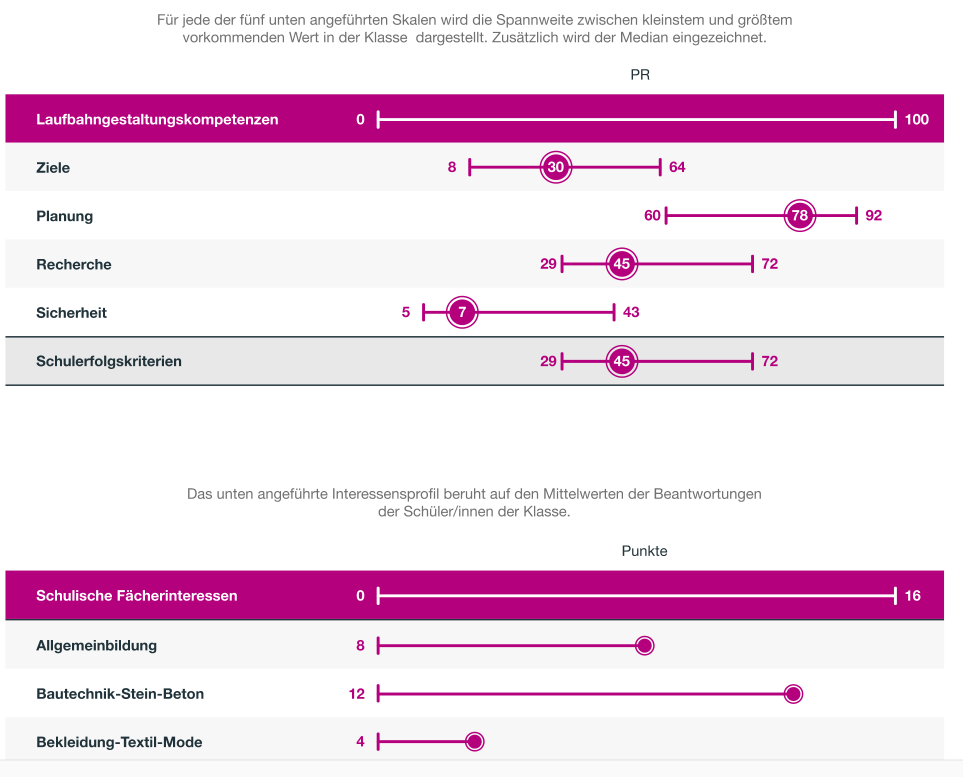 Für jede der fünf unten angeführten Skalen wird die Spannweite zwischen kleinstem und größtem
vorkommenden Wert in der Klasse dargestellt. Zusätzlich wird der Median eingezeichnet.
PR
Laufbahngestaltungskompetenzen 0 100
Ziele 8 30 64
Planung 60 78 92
Recherche 29 45 72
Sicherheit 5 7 43
Schulerfolgskriterien 29 45 72
Das unten angeführte Interessensprofil beruht auf den Mittelwerten der Beantwortungen
der Schüler/innen der Klasse.
Punkte
Schulische Fächerinteressen 0 16
Allgemeinbildung 8
Bautechnik-Stein-Beton 12
Bekleidung-Textil-Mode 4